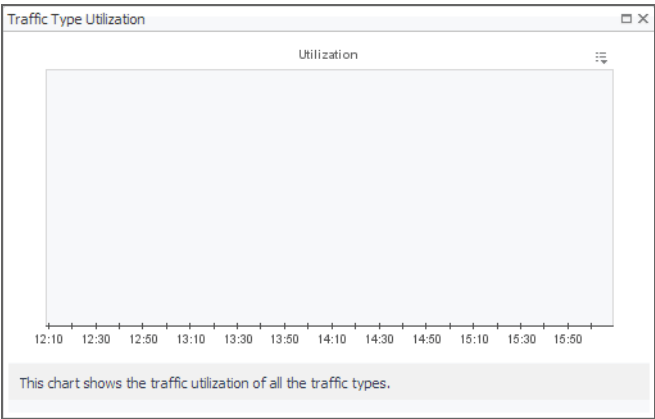 Traffic Type Utilization
Utilization
12:10 12:30 12:50 13:10 13:30 13:50 14:10 14:30 14:50 15:10 15:30 15:50
This chart shows the traffic utilization of all the traffic types.